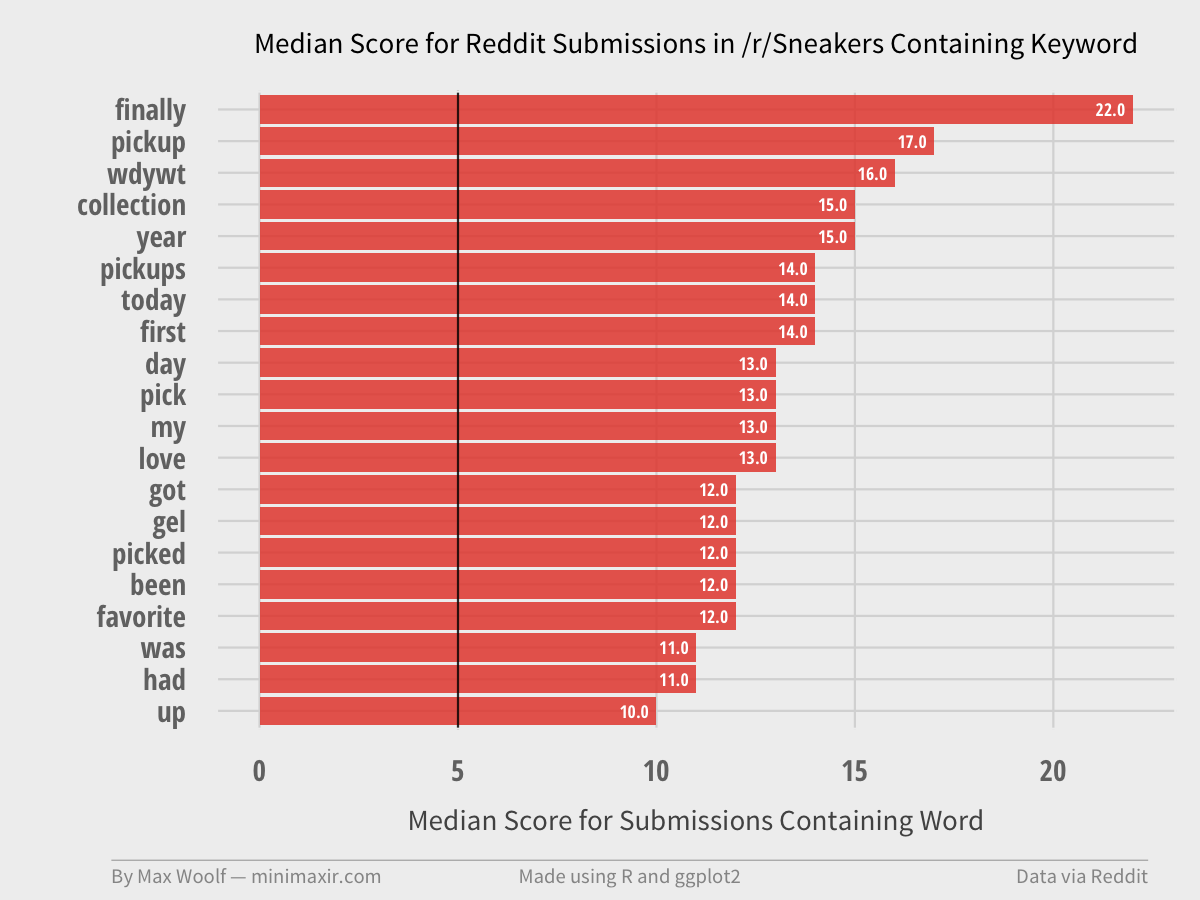 Median Score for Reddit Submissions in /r/Sneakers Containing Keyword
finally 22.0
pickup 17.0
wdywt 16.0
collection 15.0
year 15.0
pickups 14.0
today 14.0
first 14.0
day 13.0
pick 13.0
my 13.0
love 13.0
got 12.0
gel 12.0
picked 12.0
been 12.0
favorite 12.0
was 11.0
had 11.0
up 10.0
0 5 10 15 20
Median Score for Submissions Containing Word
By Max Woolf — minimaxir.com Made using R and ggplot2 Data via Reddit